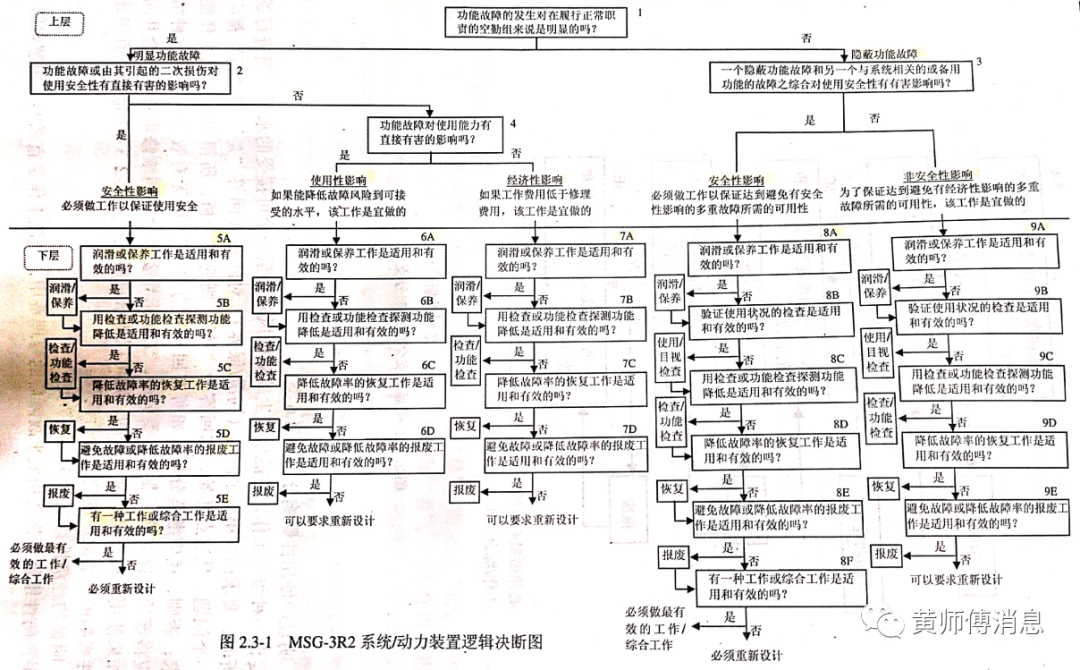 上层
功能故障的发生对在履行正常职
责的空勤组来说是明显的吗？
1
是
否
明显功能故障
隐蔽功能故障
功能故障或由其引起的二次损伤对
使用安全性有直接有害的影响吗？
2
一个隐蔽功能故障和另一个与系统相关的或备用
功能的故障之综合对使用安全性有有害影响吗？
3
否
是
功能故障对使用能力有
直接有害的影响吗？
4
是
否
是
否
安全性影响
必须做工作以保证使用安全
使用性影响
如果能降低故障风险到可接
受的水平，该工作是宜做的
经济性影响
如果工作费用低于修理
费用，该工作是宜做的
安全性影响
必须做工作以保证达到避免有安全
性影响的多重故障所需的可用性
非安全性影响
为了保证达到避免有经济性影响的多重
故障所需的可用性，该工作是宜做的
下层
5A
润滑或保养工作是适用和有
效的吗？
是
否
润滑/
保养
5B
用检查或功能检查探测功能
降低是适用和有效的吗？
是
否
检查/
功能
检查
5C
降低故障率的恢复工作是适
用和有效的吗？
是
否
恢复
5D
避免故障或降低故障率的报废工
作是适用和有效的吗？
是
否
报废
5E
有一种工作或综合工作是适
用和有效的吗？
是
否
必须做最有
效的工作/
综合工作
必须重新设计
6A
润滑或保养工作是适用和有
效的吗？
是
否
润滑/
保养
6B
用检查或功能检查探测功能
降低是适用和有效的吗？
是
否
检查/
功能
检查
6C
降低故障率的恢复工作是适
用和有效的吗？
是
否
恢复
6D
避免故障或降低故障率的报废工
作是适用和有效的吗？
是
否
报废
可以要求重新设计
7A
润滑或保养工作是适用和有
效的吗？
是
否
润滑/
保养
7B
用检查或功能检查探测功能
降低是适用和有效的吗？
是
否
检查/
功能
检查
7C
降低故障率的恢复工作是适
用和有效的吗？
是
否
恢复
7D
避免故障或降低故障率的报废工
作是适用和有效的吗？
是
否
报废
可以要求重新设计
8A
润滑或保养工作是适用和有
效的吗？
是
否
润滑/
保养
8B
验证使用状况的检查是适用
和有效的吗？
是
否
使用/
目视
检查
8C
用检查或功能检查探测功能
降低是适用和有效的吗？
是
否
检查/
功能
检查
8D
降低故障率的恢复工作是适
用和有效的吗？
是
否
恢复
8E
避免故障或降低故障率的报废
工作是适用和有效的吗？
是
否
报废
8F
有一种工作或综合工作是适
用和有效的吗？
是
否
必须做最有
效的工作/
综合工作
必须重新设计
9A
润滑或保养工作是适用和有
效的吗？
是
否
润滑/
保养
9B
验证使用状况的检查是适用
和有效的吗？
是
否
使用/
目视
检查
9C
用检查或功能检查探测功能
降低是适用和有效的吗？
是
否
检查/
功能
检查
9D
降低故障率的恢复工作是适
用和有效的吗？
是
否
恢复
9E
避免故障或降低故障率的报废
工作是适用和有效的吗？
是
否
报废
可以要求重新设计
图 2.3-1 MSG-3R2 系统/动力装置逻辑决断图
黄师傅消息